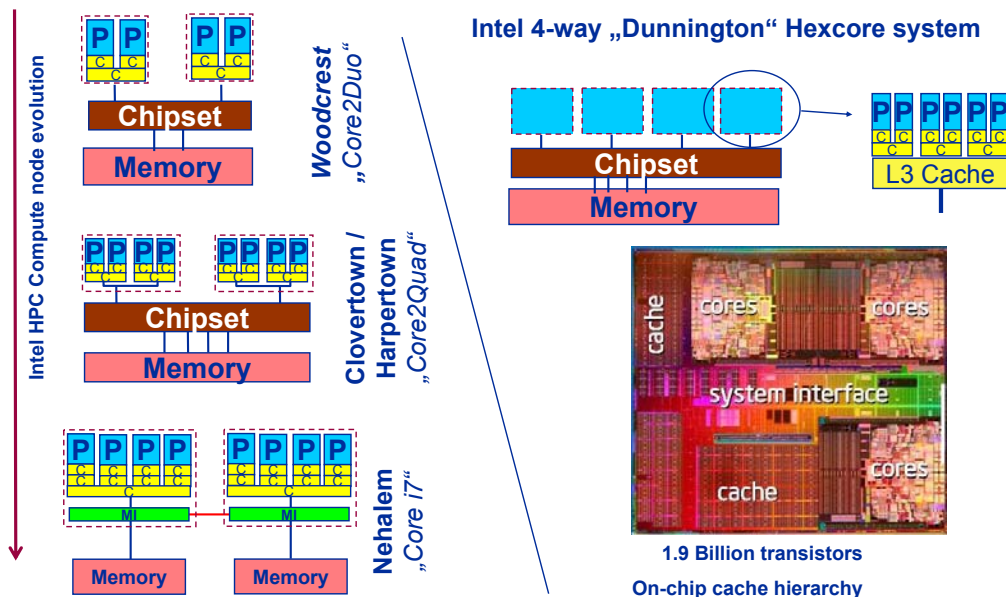 Intel HPC Compute node evolution
P P P P
C C C C
C C
Chipset
Memory
Woodcrest
„Core2Duo“
P P P P P P P P
C C C C C C C C
C C C C
Chipset
Memory
Clovertown /
Harpertown
„Core2Quad“
P P P P P P P P
C C C C C C C C
C C C C C C C C
C C
MI MI
Memory Memory
Nehalem
„Core i7“
Intel 4-way „Dunnington“ Hexcore system
Chipset
Memory
P P P P P P
C C C C C C
C C C
L3 Cache
cache
cores
cores
system interface
cache
cores
1.9 Billion transistors
On-chip cache hierarchy